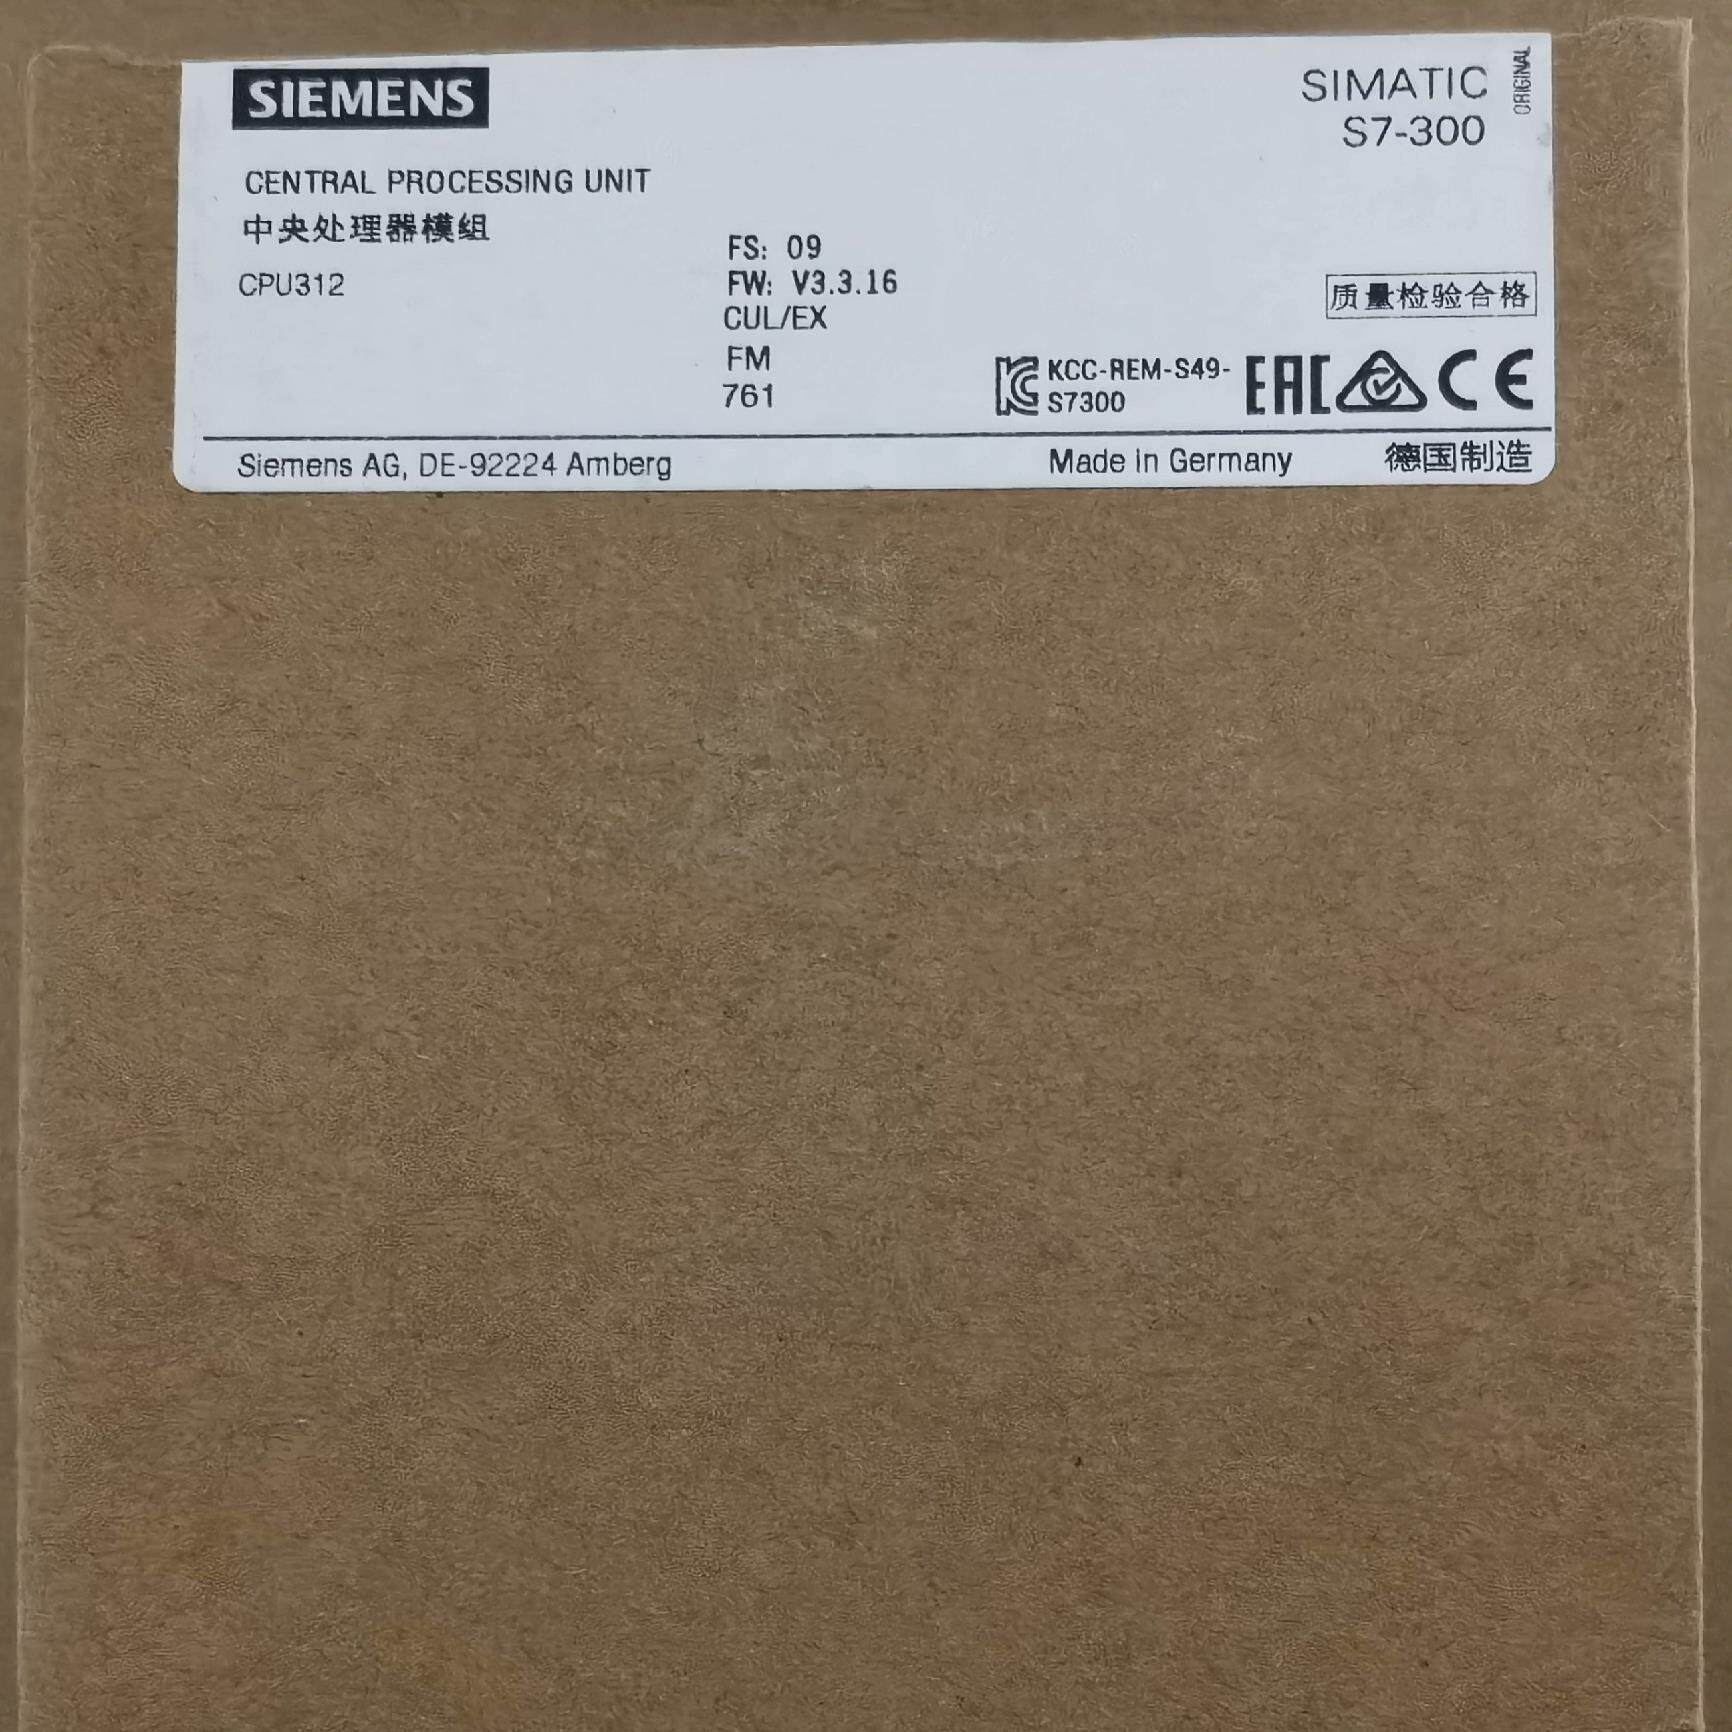 SIEMENS
SIMATIC
S7-300
ORIGINAL
CENTRAL PROCESSING UNIT
中央处理器模组
CPU312
FS: 09
FW: V3.3.16
CUL/EX
FM
761
质量检验合格
KCC-REM-S49-
S7300
EAC
CE
Siemens AG, DE-92224 Amberg
Made in Germany
德国制造